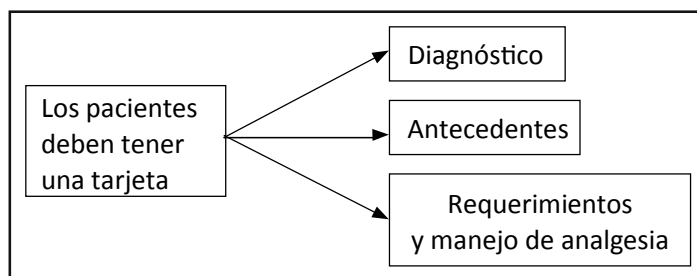 Los pacientes
deben tener
una tarjeta
Diagnóstico
Antecedentes
Requerimientos
y manejo de analgesia